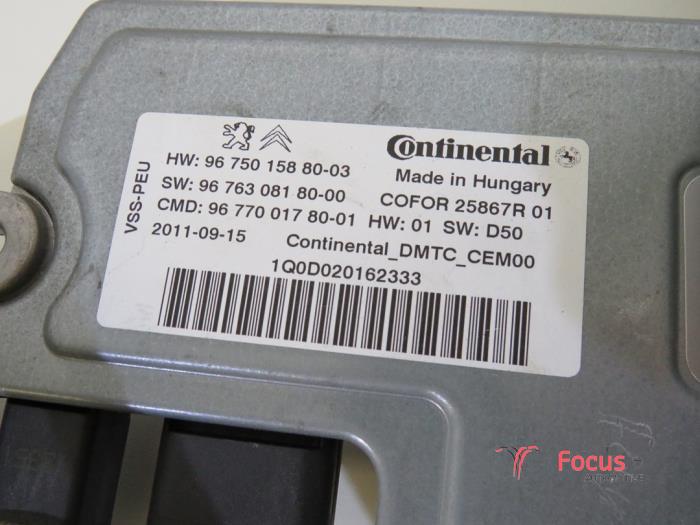 Continental
HW: 96 750 158 80-03
Made in Hungary
SW: 96 763 081 80-00
COFOR 25867R 01
CMD: 96 770 017 80-01 HW: 01 SW: D50
2011-09-15 Continental_DMTC_CEM00
VSS-PEU
1Q0D020162333
Focus
AUTOMOTIVE